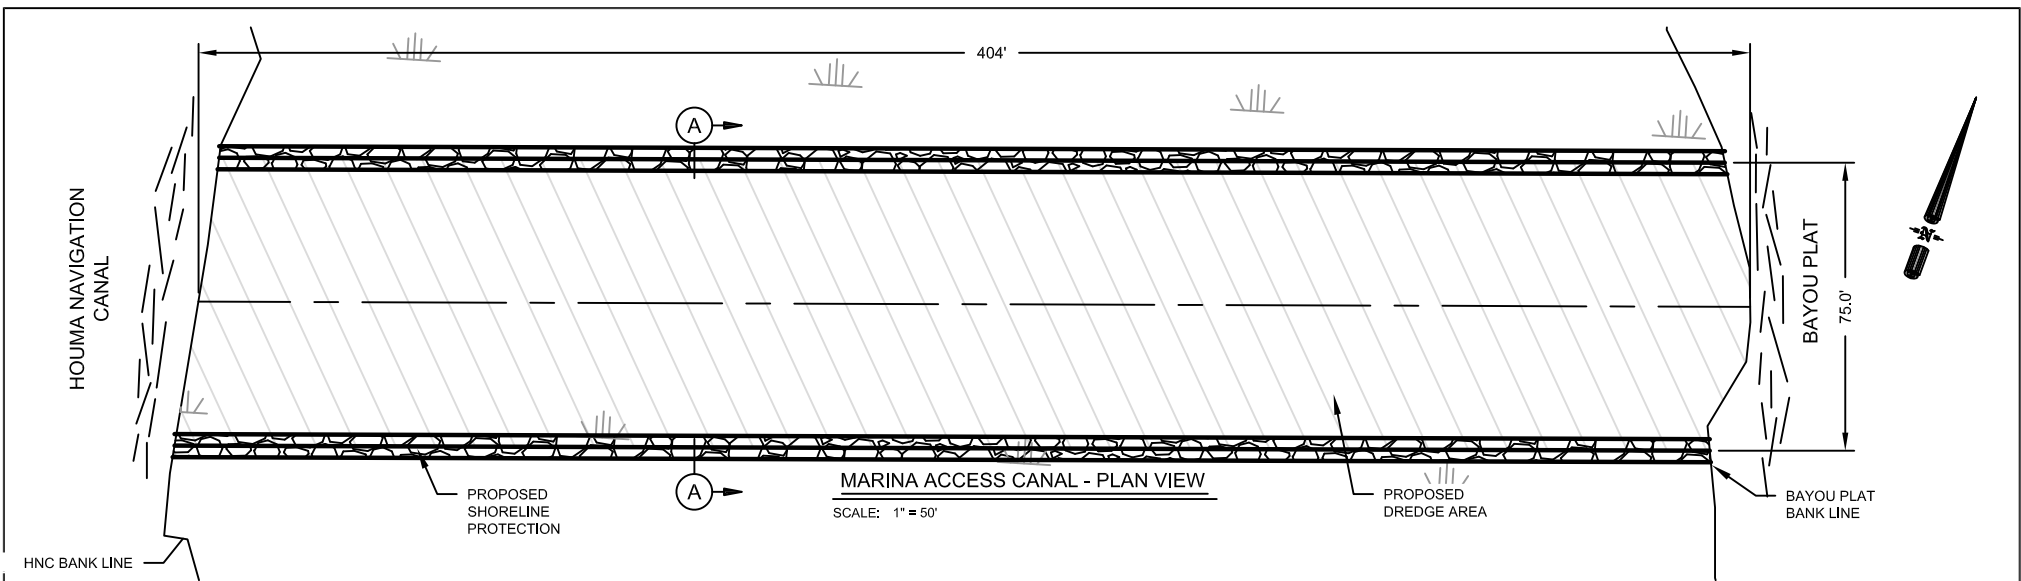 404'
A
HOUMA NAVIGATION
CANAL
BAYOU PLAT
75.0'
A
MARINA ACCESS CANAL - PLAN VIEW
SCALE: 1" = 50'
PROPOSED
SHORELINE
PROTECTION
PROPOSED
DREDGE AREA
BAYOU PLAT
BANK LINE
HNC BANK LINE